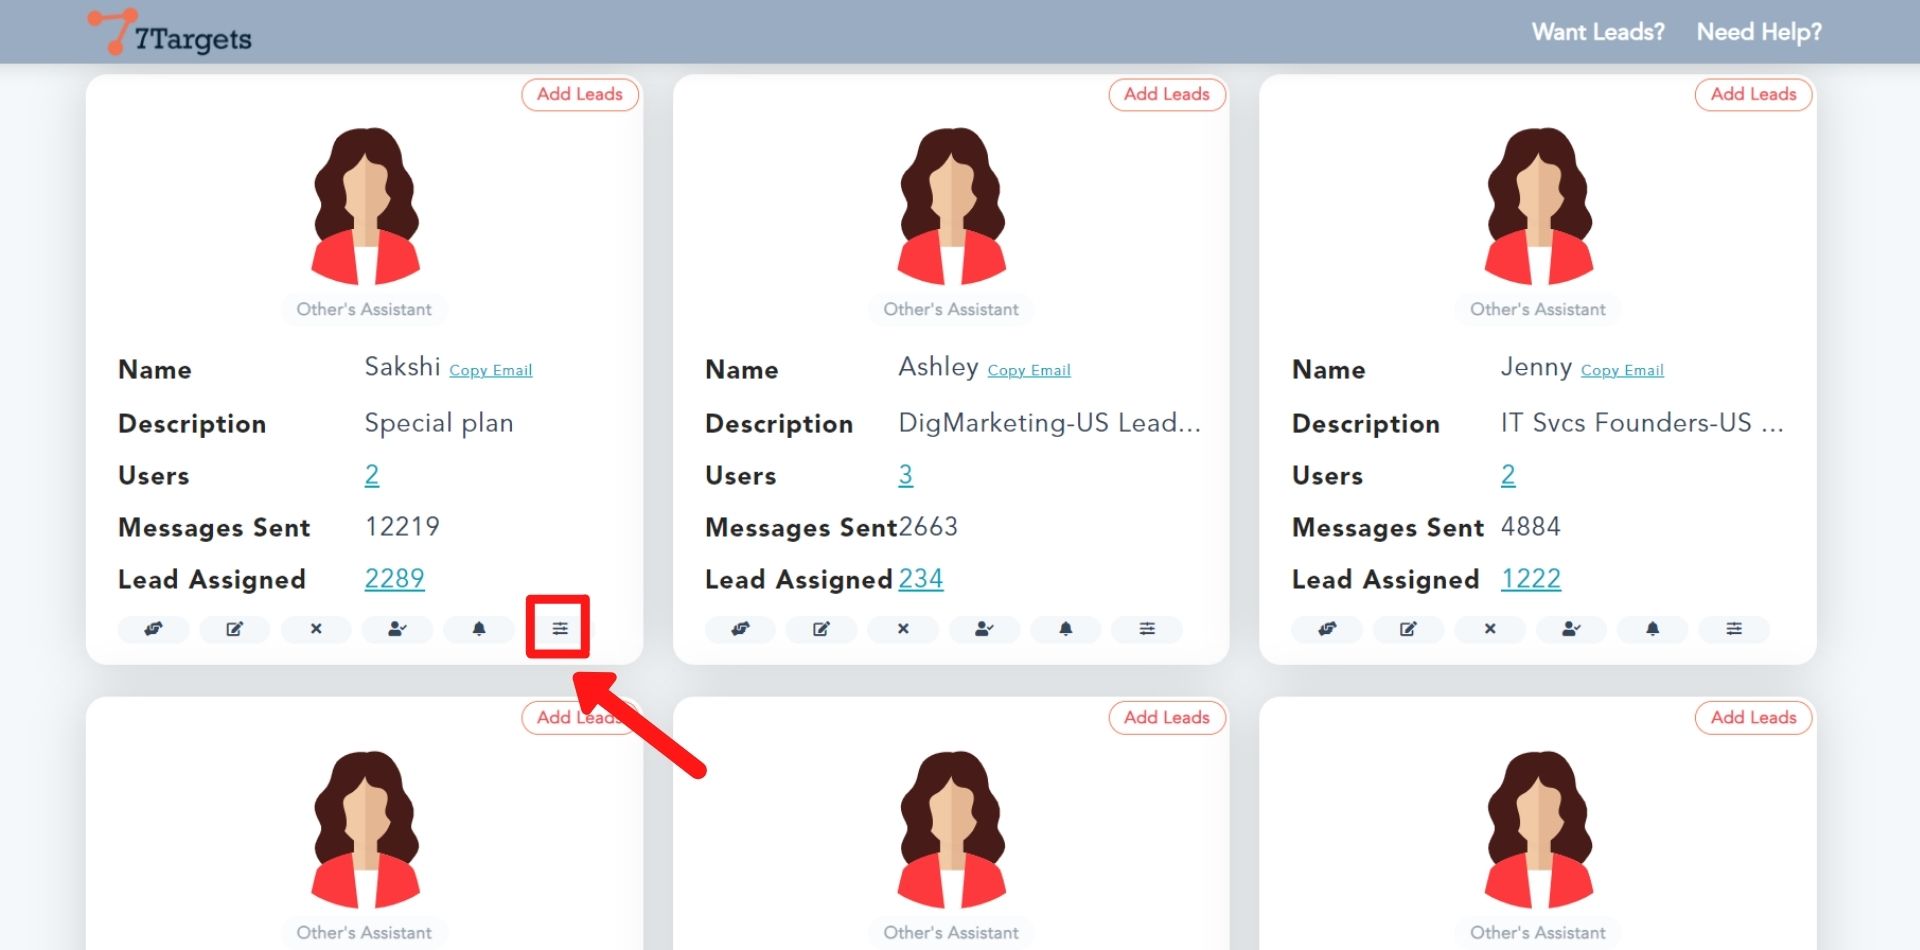 7Targets
Want Leads? Need Help?
Add Leads
Other's Assistant
Name Sakshi Copy Email
Description Special plan
Users 2
Messages Sent 12219
Lead Assigned 2289
Add Leads
Other's Assistant
Name Ashley Copy Email
Description DigMarketing-US Lead...
Users 3
Messages Sent 2663
Lead Assigned 234
Add Leads
Other's Assistant
Name Jenny Copy Email
Description IT Svcs Founders-US ...
Users 2
Messages Sent 4884
Lead Assigned 1222
Add Leads
Other's Assistant
Add Leads
Other's Assistant
Add Leads
Other's Assistant